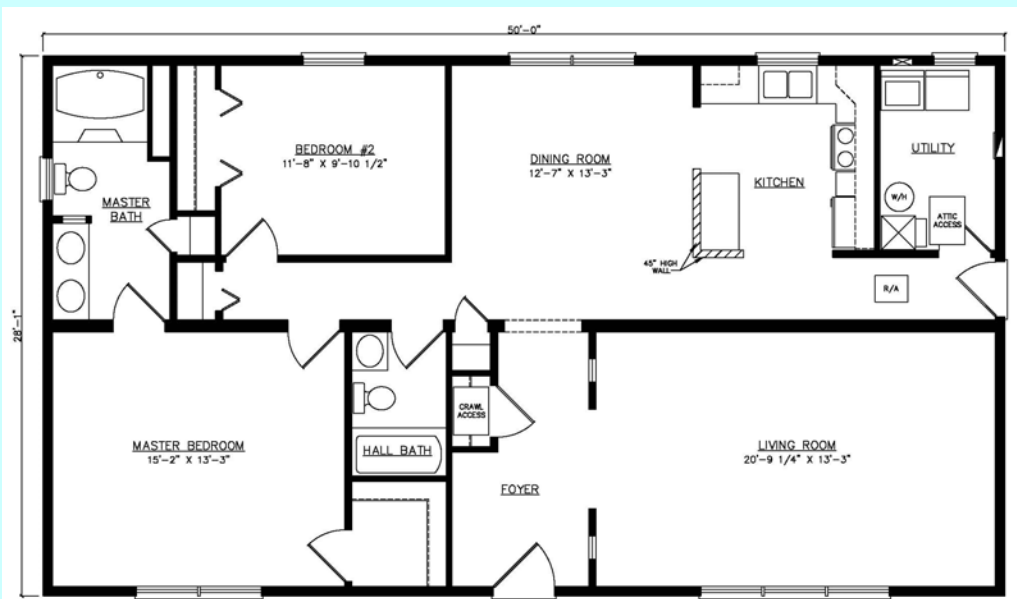 50'-0"
28'-1"
BEDROOM #2
11'-8" X 9'-10 1/2"
DINING ROOM
12'-7" X 13'-3"
KITCHEN
UTILITY
W/H
ATTIC
ACCESS
MASTER
BATH
45" HIGH
WALL
R/A
CRAWL
ACCESS
MASTER BEDROOM
15'-2" X 13'-3"
HALL BATH
LIVING ROOM
20'-9 1/4" X 13'-3"
FOYER